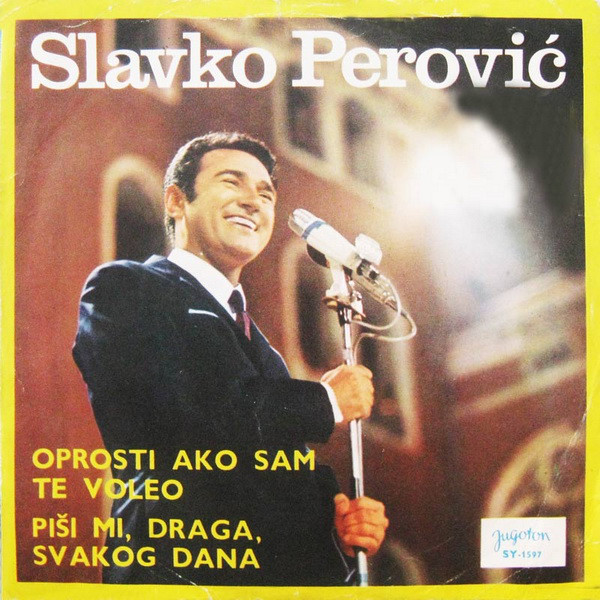 Slavko Perović
OPROSTI AKO SAM
TE VOLEO
PIŠI MI, DRAGA,
SVAKOG DANA
Jugoton
SY-1597